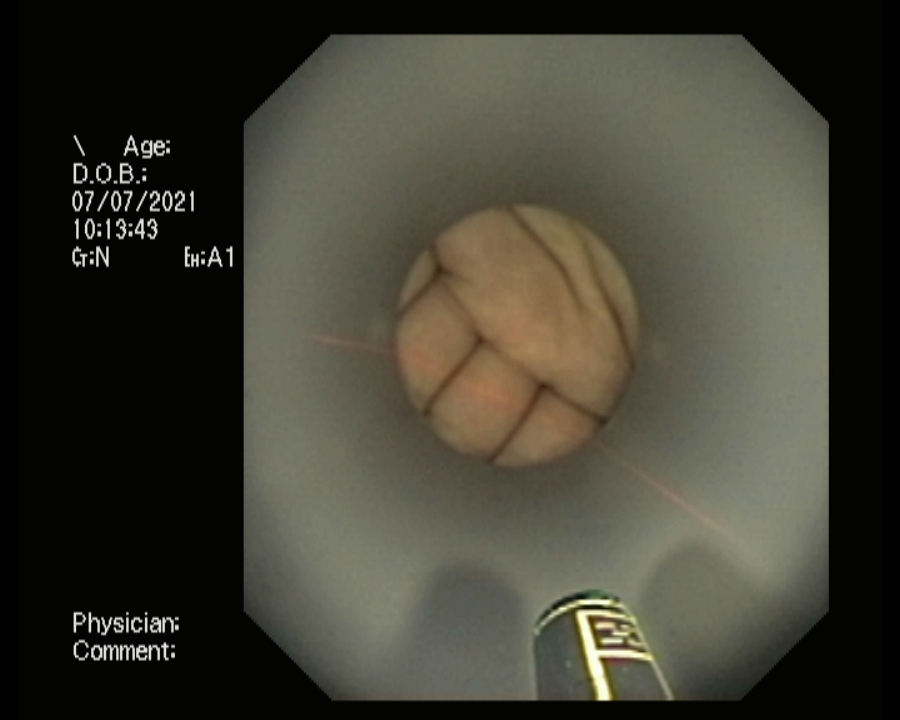 \ Age:
D.O.B.:
07/07/2021
10:13:43
Cr:N Eh:A1
Physician:
Comment: